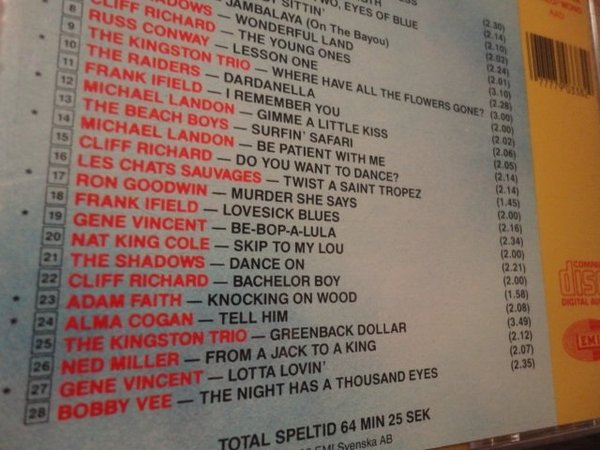 EYES OF BLUE (2.30)
SITTIN' (2.14)
(2.10)
(2.02)
JAMBALAYA (On The Bayou) (2.24)
SHADOWS — WONDERFUL LAND (2.01)
CLIFF RICHARD — THE YOUNG ONES (3.10)
8 RUSS CONWAY — LESSON ONE (2.28)
9 THE KINGSTON TRIO — WHERE HAVE ALL THE FLOWERS GONE? (3.00)
10 THE RAIDERS — DARDANELLA (2.00)
11 FRANK IFIELD — I REMEMBER YOU (2.02)
12 MICHAEL LANDON — GIMME A LITTLE KISS (2.06)
13 THE BEACH BOYS — SURFIN' SAFARI (2.05)
14 MICHAEL LANDON — BE PATIENT WITH ME (2.14)
15 CLIFF RICHARD — DO YOU WANT TO DANCE? (2.14)
16 LES CHATS SAUVAGES — TWIST A SAINT TROPEZ (1.45)
17 RON GOODWIN — MURDER SHE SAYS (2.00)
18 FRANK IFIELD — LOVESICK BLUES (2.16)
19 GENE VINCENT — BE-BOP-A-LULA (2.34)
20 NAT KING COLE — SKIP TO MY LOU (2.00)
21 THE SHADOWS — DANCE ON (2.21)
22 CLIFF RICHARD — BACHELOR BOY (2.00)
23 ADAM FAITH — KNOCKING ON WOOD (1.58)
24 ALMA COGAN — TELL HIM (2.08)
25 THE KINGSTON TRIO — GREENBACK DOLLAR (3.49)
26 NED MILLER — FROM A JACK TO A KING (2.12)
27 GENE VINCENT — LOTTA LOVIN' (2.07)
28 BOBBY VEE — THE NIGHT HAS A THOUSAND EYES (2.35)
TOTAL SPELTID 64 MIN 25 SEK
EMI Svenska AB
MONO
AAD
DIGITAL
EMI